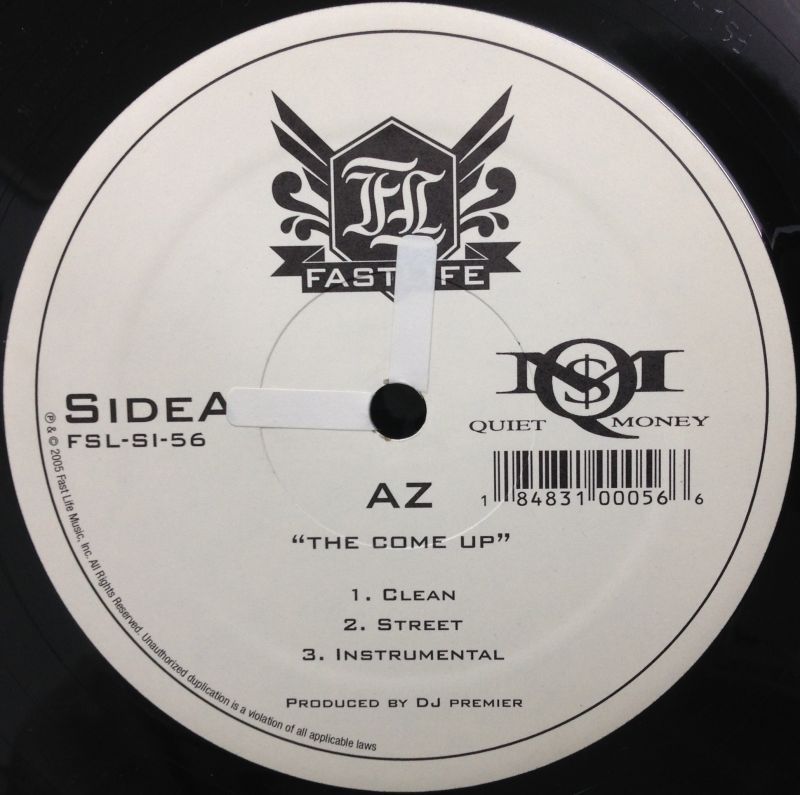 FL
FAST FE
SIDE A
FSL-SI-56
QM
$
QUIET MONEY
1 84831 00056 6
AZ
“THE COME UP”
1. CLEAN
2. STREET
3. INSTRUMENTAL
PRODUCED BY DJ PREMIER
℗ & © 2005 Fast Life Music, Inc. All Rights Reserved. Unauthorized duplication is a violation of all applicable laws